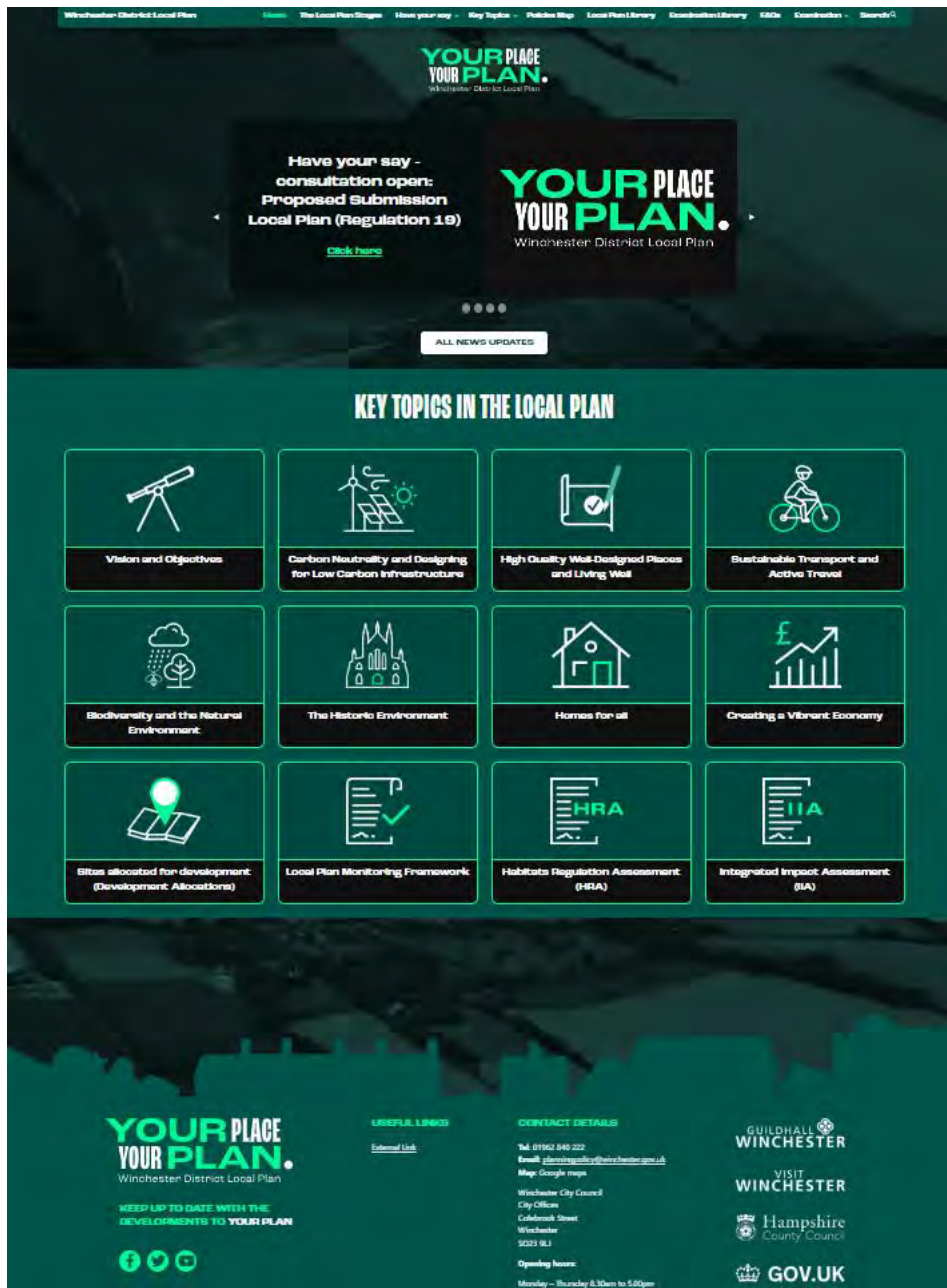 Winchester District Local Plan
Home The Local Plan Stages Have your say Key Topics Policies Map Local Plan Library Examination Library FAQs Examination Search
YOUR PLACE
YOUR PLAN.
Winchester District Local Plan
Have your say -
consultation open:
Proposed Submission
Local Plan (Regulation 19)
Click here
YOUR PLACE
YOUR PLAN.
Winchester District Local Plan
ALL NEWS UPDATES
KEY TOPICS IN THE LOCAL PLAN
Vision and Objectives
Carbon Neutrality and Designing
for Low Carbon Infrastructure
High Quality Well-Designed Places
and Living Well
Sustainable Transport and
Active Travel
Biodiversity and the Natural
Environment
The Historic Environment
Homes for all
£
Creating a Vibrant Economy
Sites allocated for development
(Development Allocations)
Local Plan Monitoring Framework
HRA
Habitats Regulation Assessment
(HRA)
IIA
Integrated Impact Assessment
(IIA)
YOUR PLACE
YOUR PLAN.
Winchester District Local Plan
KEEP UP TO DATE WITH THE
DEVELOPMENTS TO YOUR PLAN
USEFUL LINKS
External Link
CONTACT DETAILS
Tel: 01962 840 222
Email: planningpolicy@winchester.gov.uk
Map: Google maps
Winchester City Council
City Offices
Colebrook Street
Winchester
SO23 9LJ
Opening hours:
Monday – Thursday 8.30am to 5.00pm
GUILDHALL
WINCHESTER
VISIT
WINCHESTER
Hampshire
County Council
GOV.UK